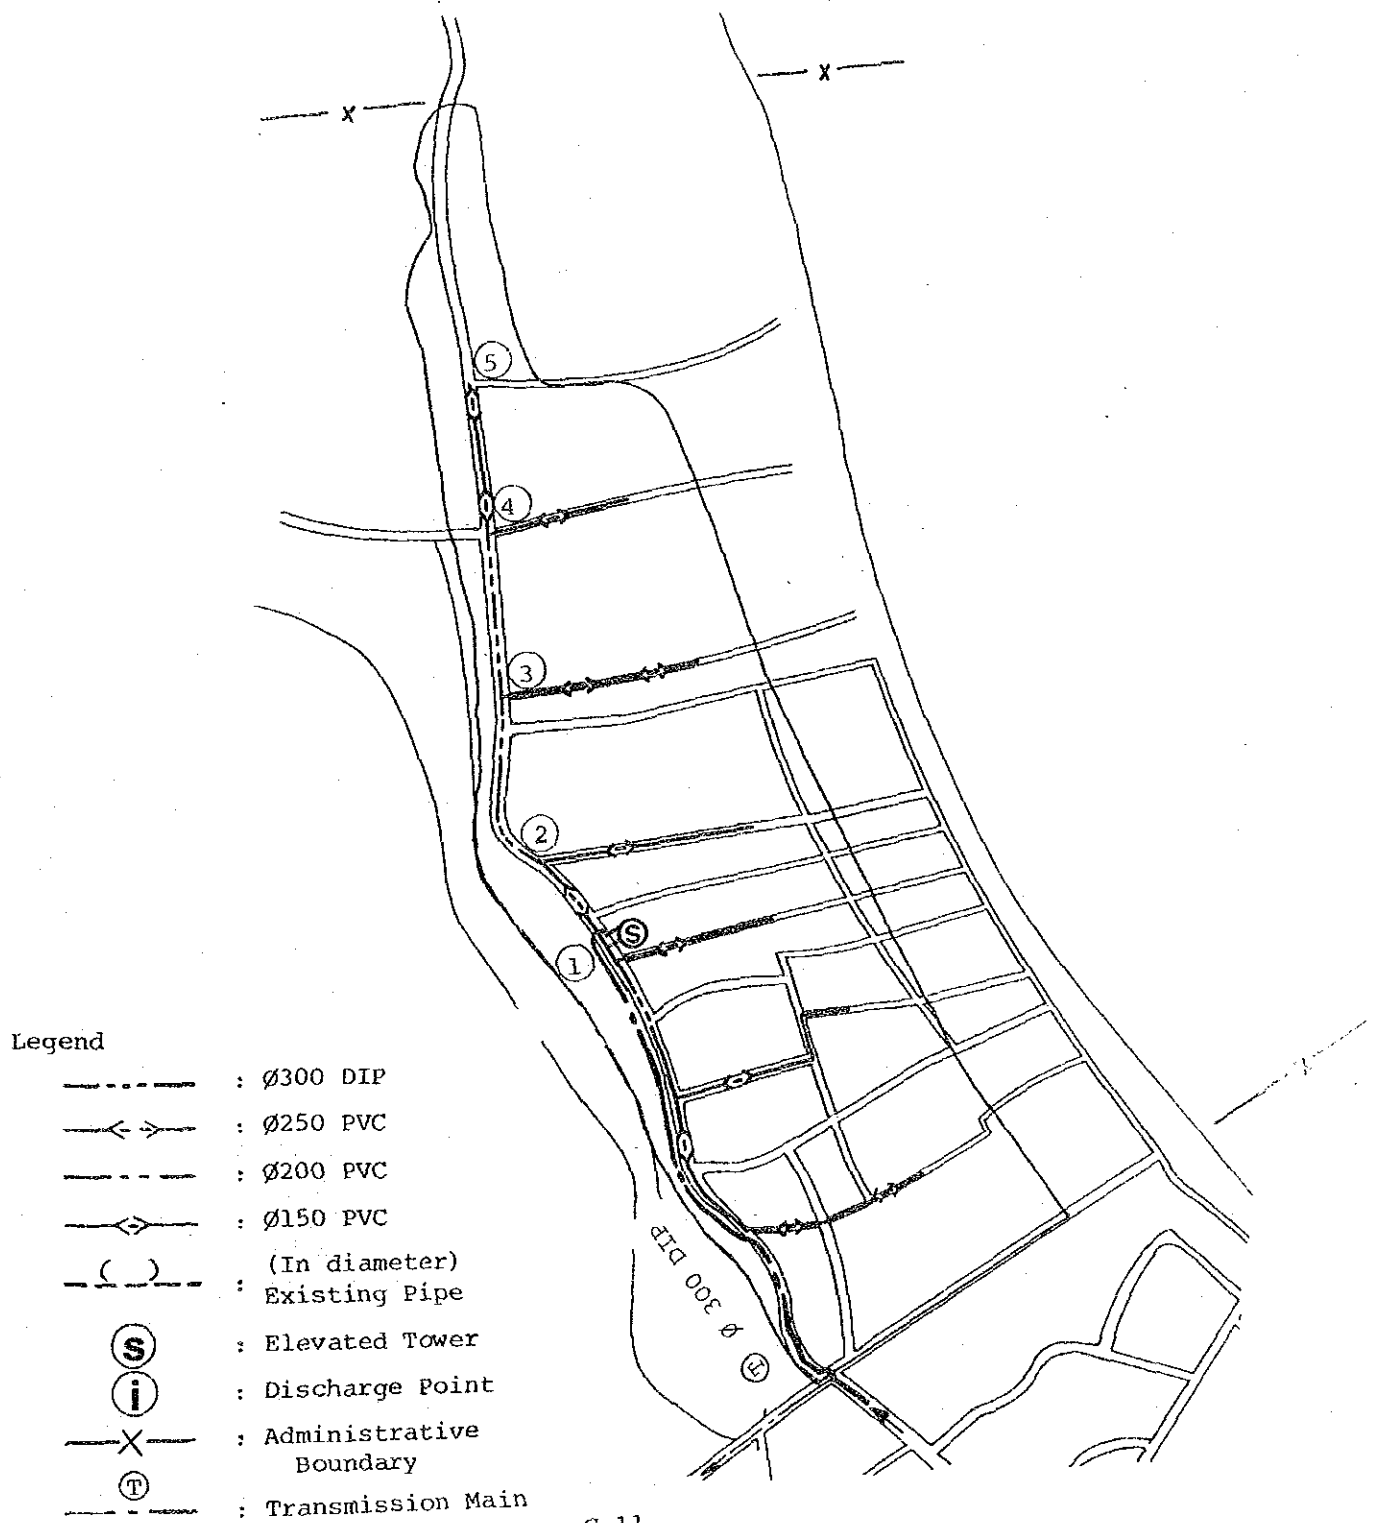 X
X
5
4
3
2
S
1
Legend
: Ø300 DIP
: Ø250 PVC
: Ø200 PVC
: Ø150 PVC
( ) : (In diameter)
Existing Pipe
S : Elevated Tower
i : Discharge Point
X : Administrative
Boundary
T
: Transmission Main
T Ø 300 DIP